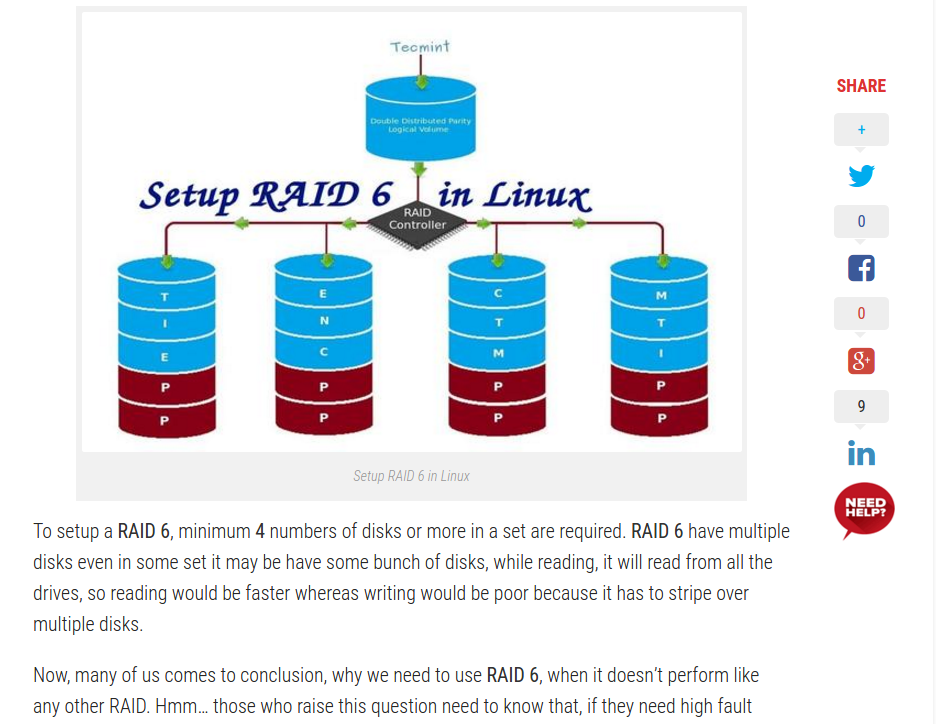 Tecmint
Double Distributed Parity
Logical Volume
Setup RAID 6 in Linux
RAID
Controller
T
I
E
P
P
E
N
C
P
P
C
T
M
P
P
M
T
I
P
P
Setup RAID 6 in Linux
To setup a RAID 6, minimum 4 numbers of disks or more in a set are required. RAID 6 have multiple
disks even in some set it may be have some bunch of disks, while reading, it will read from all the
drives, so reading would be faster whereas writing would be poor because it has to stripe over
multiple disks.
Now, many of us comes to conclusion, why we need to use RAID 6, when it doesn't perform like
any other RAID. Hmm... those who raise this question need to know that, if they need high fault
SHARE
+
0
f
0
g+
9
in
NEED
HELP?